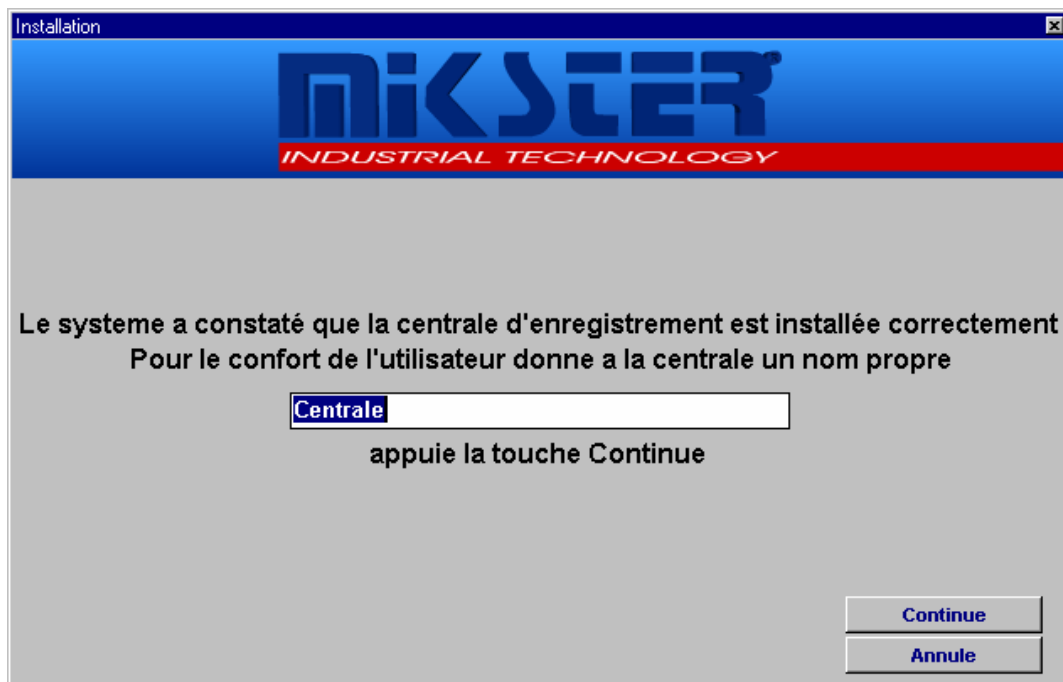 Installation
MiKSTER®
INDUSTRIAL TECHNOLOGY
Le systeme a constaté que la centrale d'enregistrement est installée correctement
Pour le confort de l'utilisateur donne a la centrale un nom propre
Centrale
appuie la touche Continue
Continue
Annule